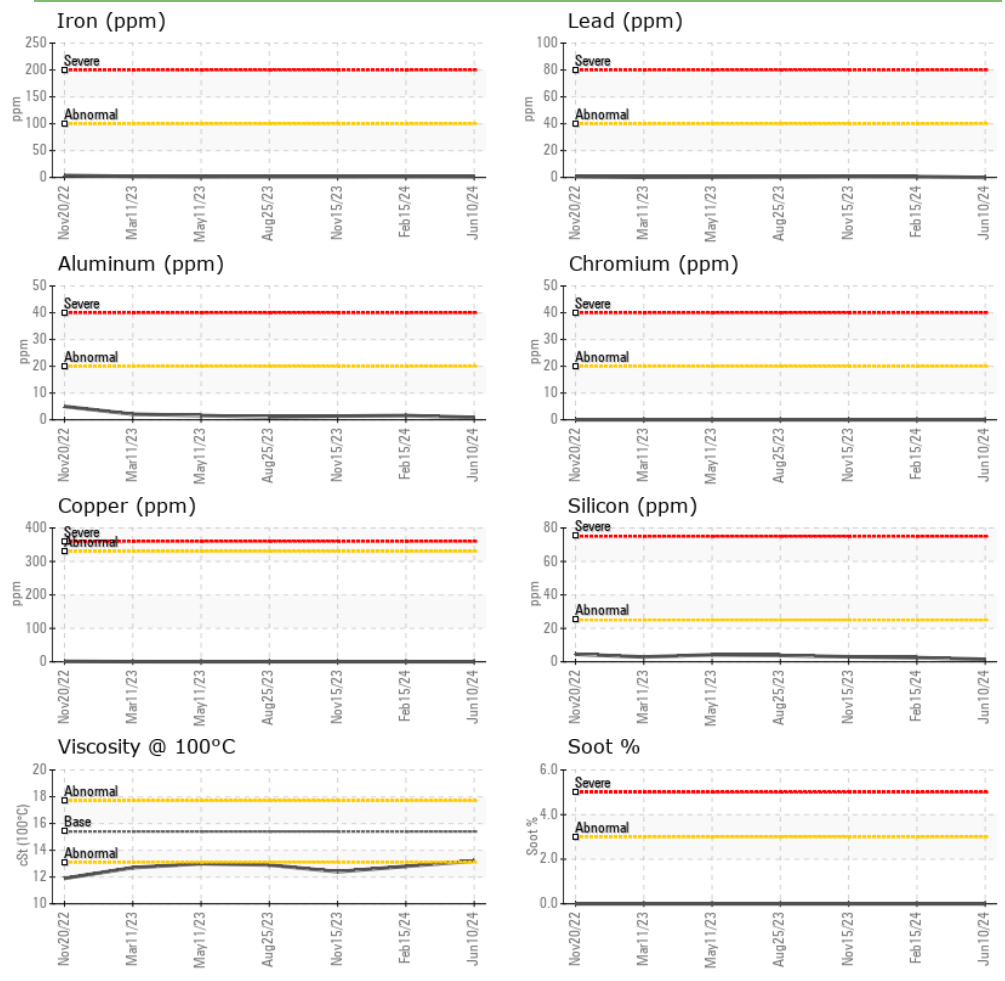 Iron (ppm)
250
200
150
100
50
0
ppm
Severe
Abnormal
Nov20/22
Mar11/23
May11/23
Aug25/23
Nov15/23
Feb15/24
Jun10/24
Lead (ppm)
100
80
60
40
20
0
ppm
Severe
Abnormal
Nov20/22
Mar11/23
May11/23
Aug25/23
Nov15/23
Feb15/24
Jun10/24
Aluminum (ppm)
50
40
30
20
10
0
ppm
Severe
Abnormal
Nov20/22
Mar11/23
May11/23
Aug25/23
Nov15/23
Feb15/24
Jun10/24
Chromium (ppm)
50
40
30
20
10
0
ppm
Severe
Abnormal
Nov20/22
Mar11/23
May11/23
Aug25/23
Nov15/23
Feb15/24
Jun10/24
Copper (ppm)
400
300
200
100
0
ppm
Severe
Abnormal
Nov20/22
Mar11/23
May11/23
Aug25/23
Nov15/23
Feb15/24
Jun10/24
Silicon (ppm)
80
60
40
20
0
ppm
Severe
Abnormal
Nov20/22
Mar11/23
May11/23
Aug25/23
Nov15/23
Feb15/24
Jun10/24
Viscosity @ 100°C
20
18
16
14
12
10
cSt (100°C)
Abnormal
Base
Abnormal
Nov20/22
Mar11/23
May11/23
Aug25/23
Nov15/23
Feb15/24
Jun10/24
Soot %
6.0
4.0
2.0
0.0
Soot %
Severe
Abnormal
Nov20/22
Mar11/23
May11/23
Aug25/23
Nov15/23
Feb15/24
Jun10/24